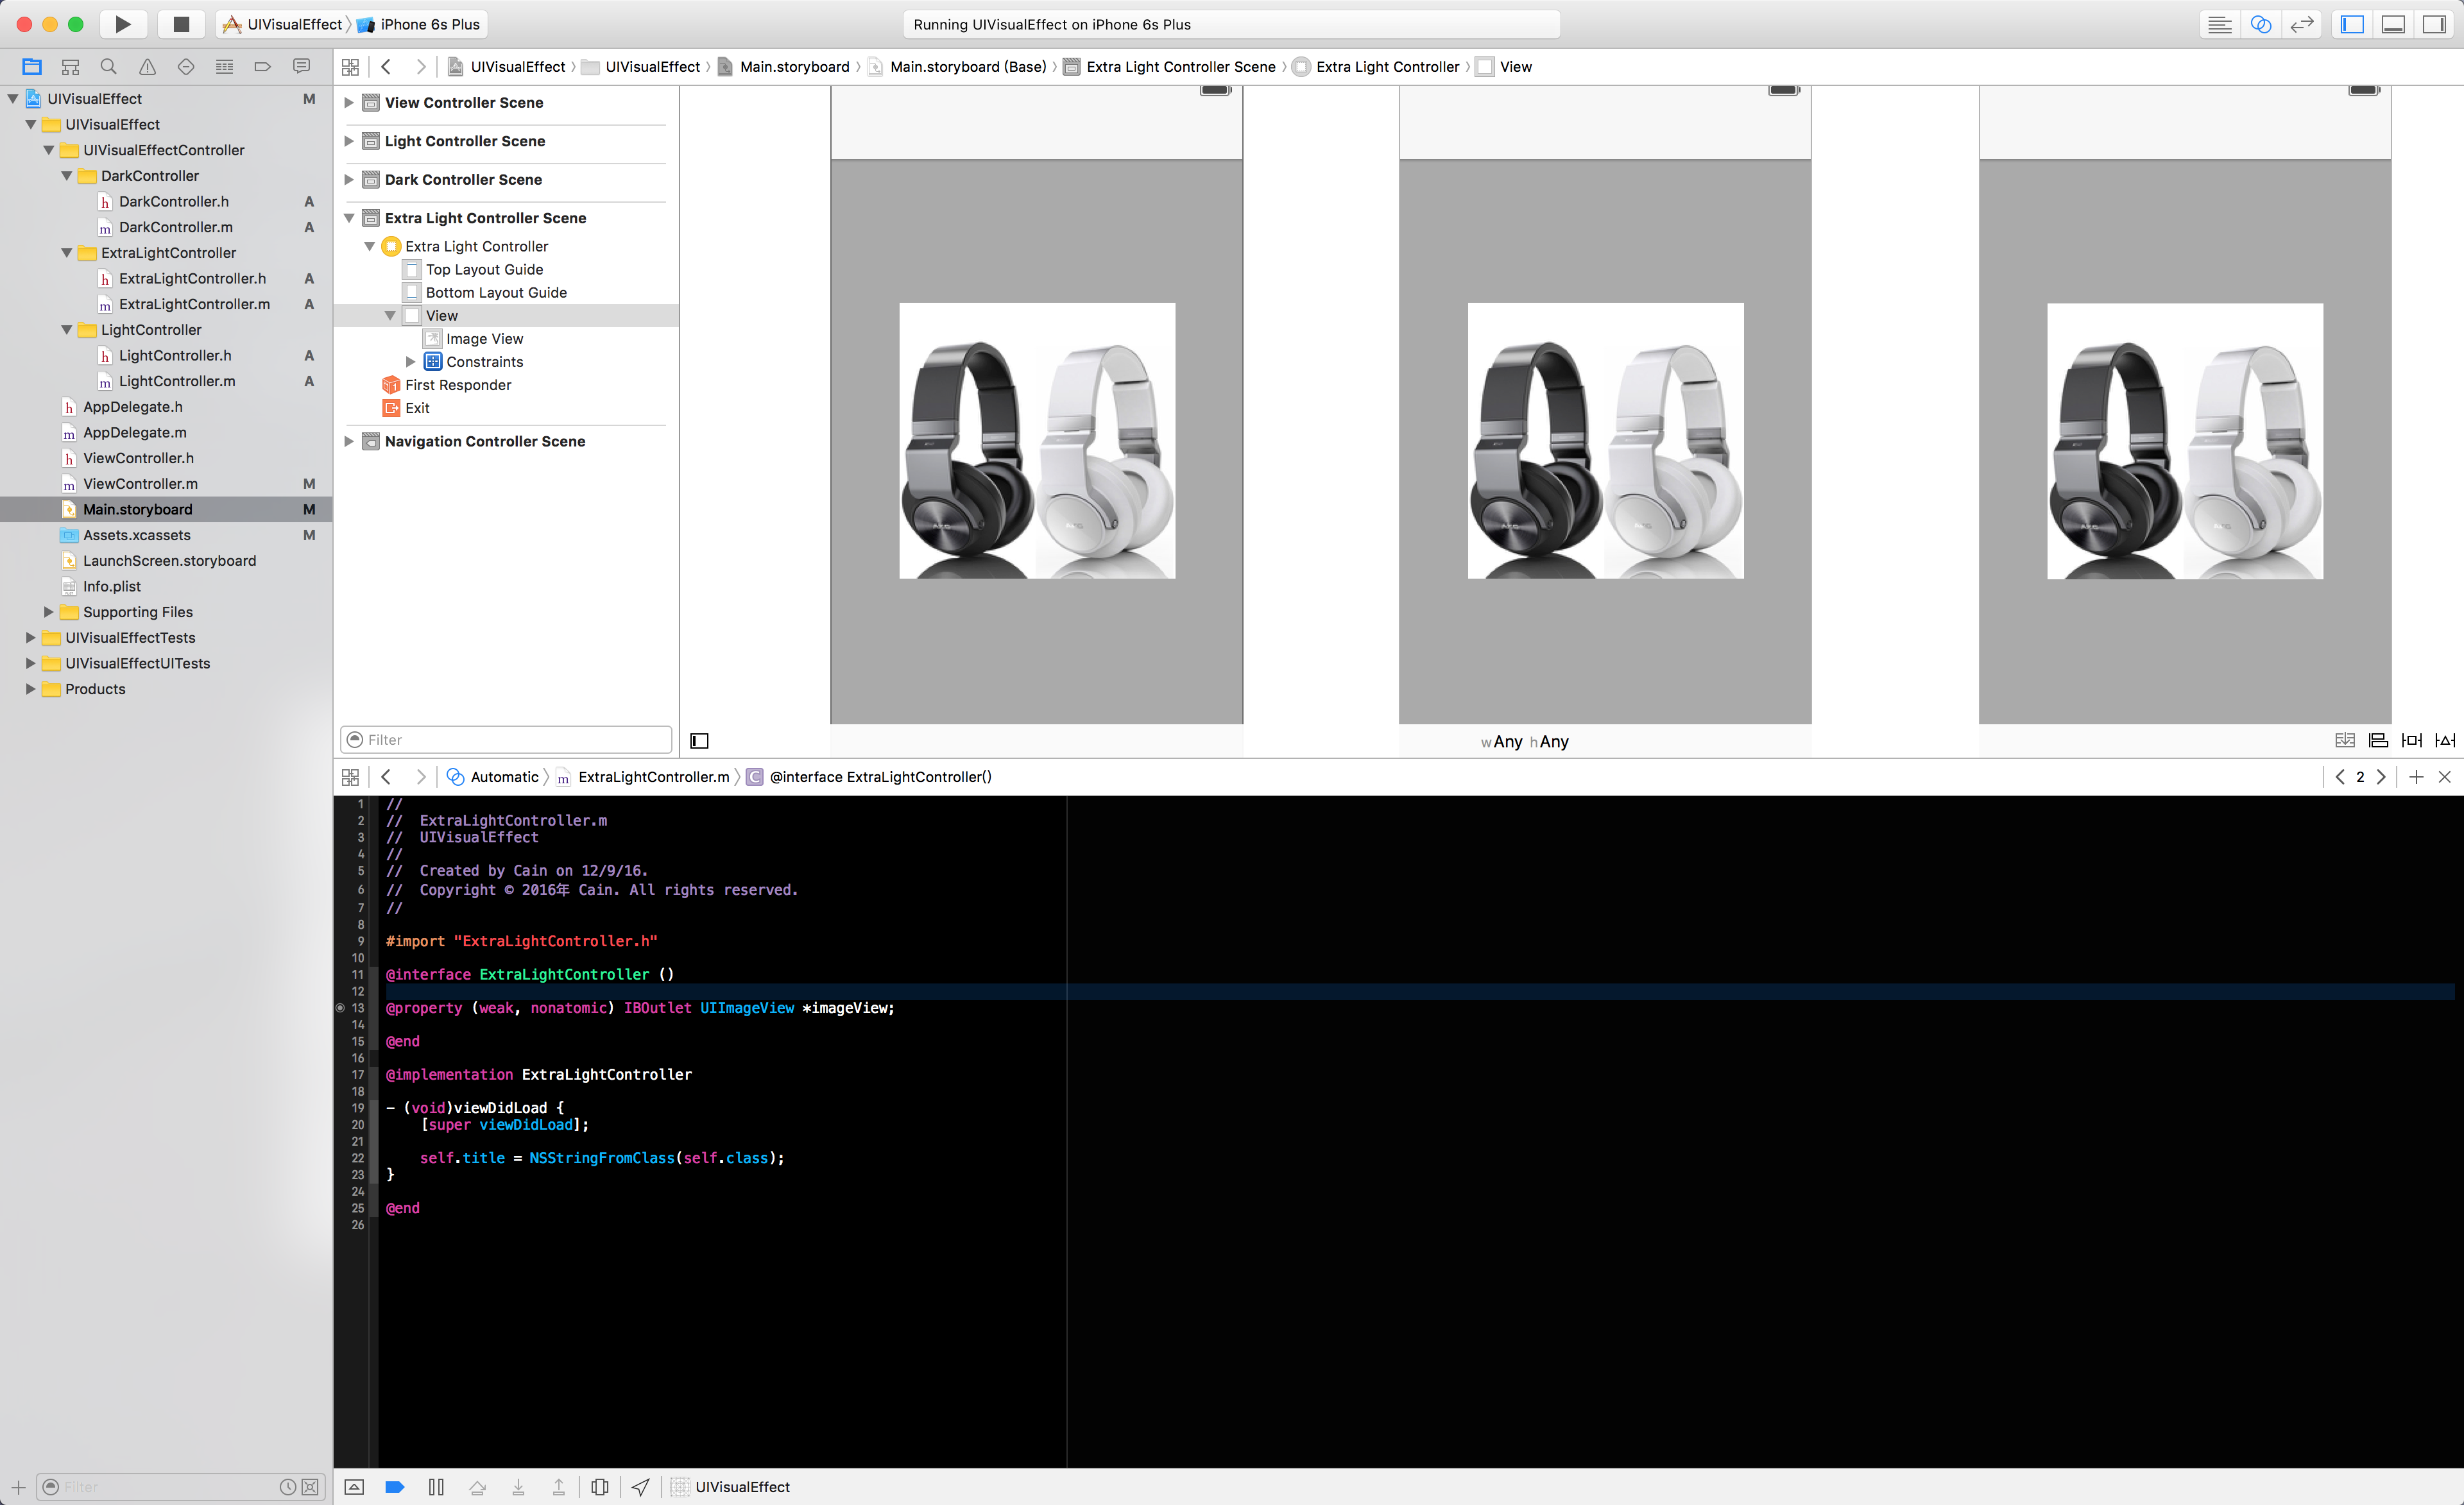 UIVisualEffect iPhone 6s Plus
Running UIVisualEffect on iPhone 6s Plus
UIVisualEffect UIVisualEffect Main.storyboard Main.storyboard (Base) Extra Light Controller Scene Extra Light Controller View
UIVisualEffect M
UIVisualEffect
UIVisualEffectController
DarkController
h DarkController.h A
m DarkController.m A
ExtraLightController
h ExtraLightController.h A
m ExtraLightController.m A
LightController
h LightController.h A
m LightController.m A
h AppDelegate.h
m AppDelegate.m
h ViewController.h
m ViewController.m M
Main.storyboard M
Assets.xcassets M
LaunchScreen.storyboard
Info.plist
Supporting Files
UIVisualEffectTests
UIVisualEffectUITests
Products
Filter
View Controller Scene
Light Controller Scene
Dark Controller Scene
Extra Light Controller Scene
Extra Light Controller
Top Layout Guide
Bottom Layout Guide
View
Image View
Constraints
First Responder
Exit
Navigation Controller Scene
Filter
wAny hAny
Automatic m ExtraLightController.m C @interface ExtraLightController()
2
1 //
2 //  ExtraLightController.m
3 //  UIVisualEffect
4 //
5 //  Created by Cain on 12/9/16.
6 //  Copyright © 2016年 Cain. All rights reserved.
7 //
8
9 #import "ExtraLightController.h"
10
11 @interface ExtraLightController ()
12
13 @property (weak, nonatomic) IBOutlet UIImageView *imageView;
14
15 @end
16
17 @implementation ExtraLightController
18
19 - (void)viewDidLoad {
20     [super viewDidLoad];
21
22     self.title = NSStringFromClass(self.class);
23 }
24
25 @end
26
UIVisualEffect